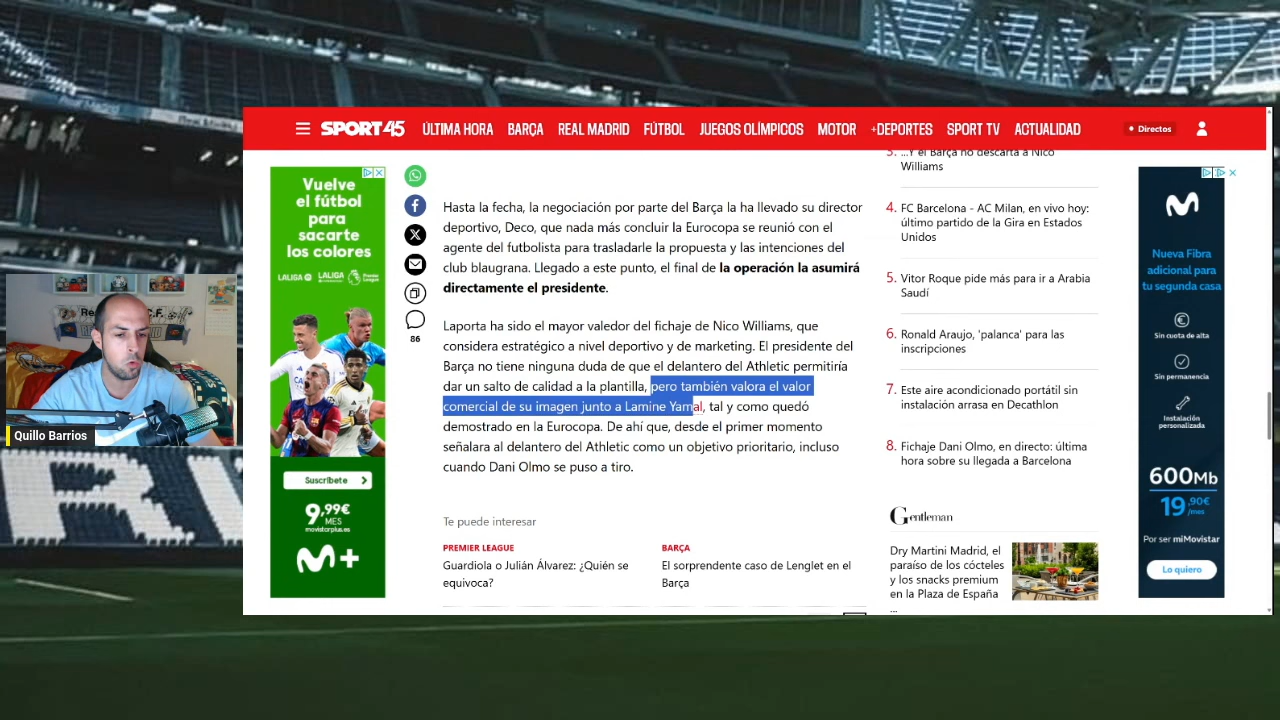 SPORT 45
ÚLTIMA HORA
BARÇA
REAL MADRID
FÚTBOL
JUEGOS OLÍMPICOS
MOTOR
+DEPORTES
SPORT TV
ACTUALIDAD
Directos
Vuelve
el fútbol
para
sacarte
los colores
LALIGA
LALIGA
Premier
League
Suscríbete
9,99€
MES
movistarplus.es
M+
86
Hasta la fecha, la negociación por parte del Barça la ha llevado su director
deportivo, Deco, que nada más concluir la Eurocopa se reunió con el
agente del futbolista para trasladarle la propuesta y las intenciones del
club blaugrana. Llegado a este punto, el final de la operación la asumirá
directamente el presidente.
Laporta ha sido el mayor valedor del fichaje de Nico Williams, que
considera estratégico a nivel deportivo y de marketing. El presidente del
Barça no tiene ninguna duda de que el delantero del Athletic permitiría
dar un salto de calidad a la plantilla, pero también valora el valor
comercial de su imagen junto a Lamine Yamal, tal y como quedó
demostrado en la Eurocopa. De ahí que, desde el primer momento
señalara al delantero del Athletic como un objetivo prioritario, incluso
cuando Dani Olmo se puso a tiro.
Te puede interesar
PREMIER LEAGUE
Guardiola o Julián Álvarez: ¿Quién se
equivoca?
BARÇA
El sorprendente caso de Lenglet en el
Barça
3. ...Y el Barça no descarta a Nico
Williams
4. FC Barcelona - AC Milan, en vivo hoy:
último partido de la Gira en Estados
Unidos
5. Vitor Roque pide más para ir a Arabia
Saudí
6. Ronald Araujo, 'palanca' para las
inscripciones
7. Este aire acondicionado portátil sin
instalación arrasa en Decathlon
8. Fichaje Dani Olmo, en directo: última
hora sobre su llegada a Barcelona
Gentleman
Dry Martini Madrid, el
paraíso de los cócteles
y los snacks premium
en la Plaza de España
...
Nueva Fibra
adicional para
tu segunda casa
Sin cuota de alta
Sin permanencia
Instalación
personalizada
600Mb
19,90€
/mes
Por ser miMovistar
Lo quiero
Quillo Barrios